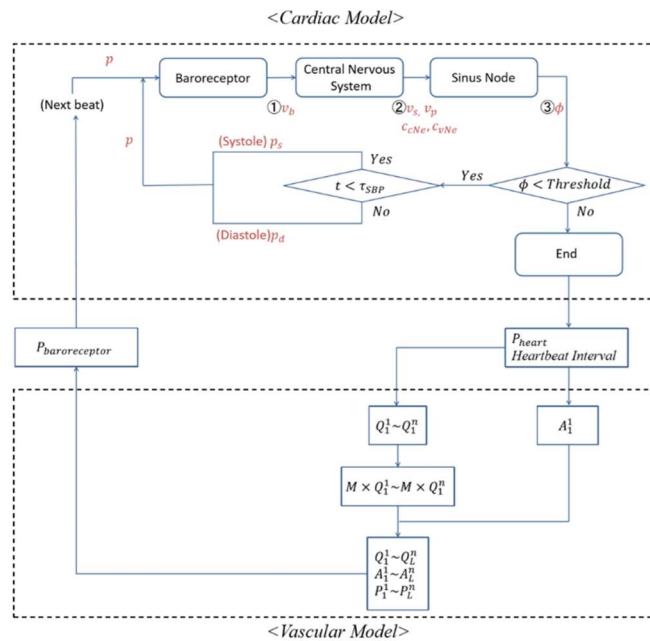 <Cardiac Model>
p
Baroreceptor
Central Nervous
System
Sinus Node
(Next beat)
①v_b
②v_s, v_p
c_cNe, c_vNe
③ϕ
p
(Systole) p_s
Yes
t < τ_SBP
Yes
ϕ < Threshold
No
(Diastole)p_d
No
End
P_baroreceptor
P_heart
Heartbeat Interval
Q_1^1~Q_1^n
A_1^1
M × Q_1^1~M × Q_1^n
Q_1^1~Q_L^n
A_1^1~A_L^n
P_1^1~P_L^n
<Vascular Model>